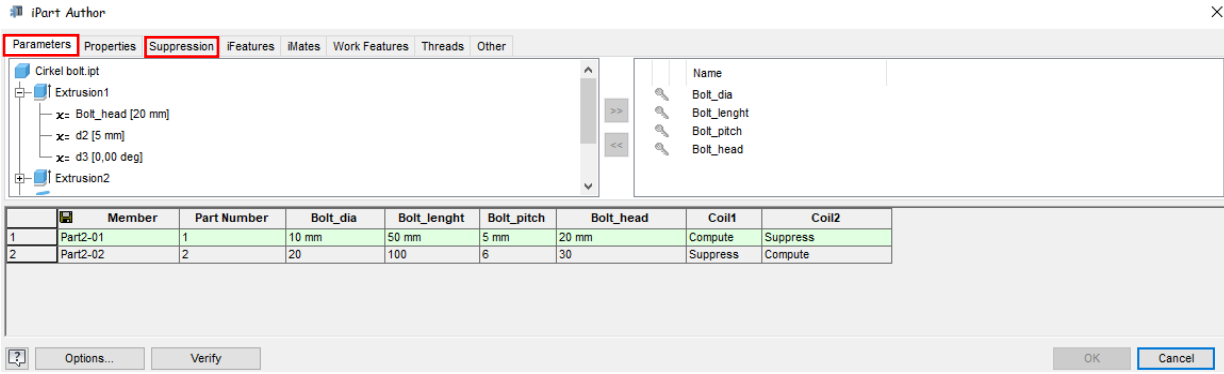 iPart Author
Parameters Properties Suppression iFeatures iMates Work Features Threads Other
Cirkel bolt.ipt
Extrusion1
x= Bolt_head [20 mm]
x= d2 [5 mm]
x= d3 [0,00 deg]
Extrusion2
>>
<<
Name
Bolt_dia
Bolt_lenght
Bolt_pitch
Bolt_head
Member Part Number Bolt_dia Bolt_lenght Bolt_pitch Bolt_head Coil1 Coil2
1 Part2-01 1 10 mm 50 mm 5 mm 20 mm Compute Suppress
2 Part2-02 2 20 100 6 30 Suppress Compute
? Options... Verify OK Cancel